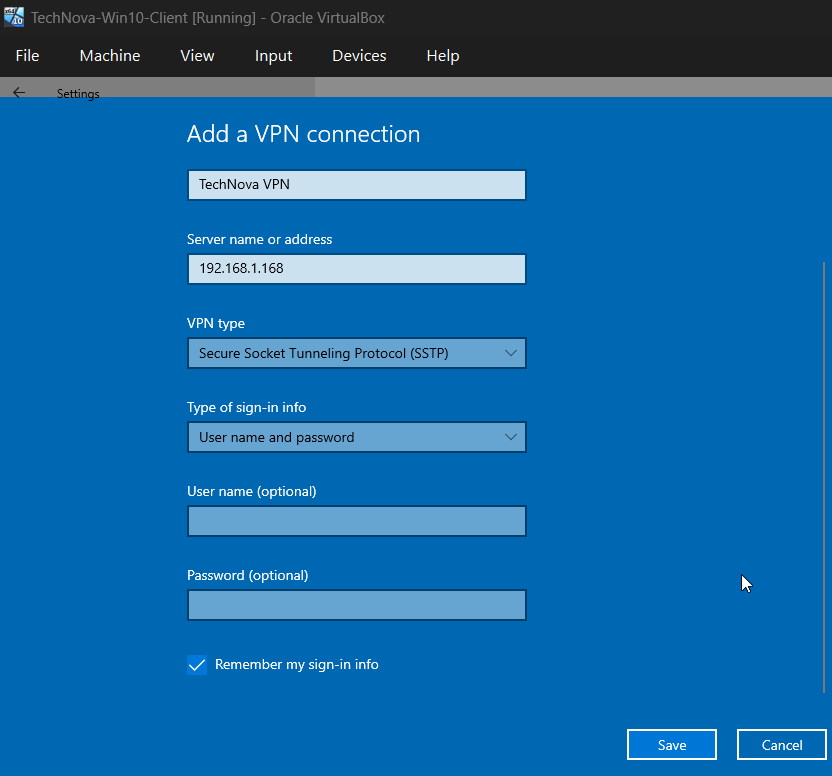 TechNova-Win10-Client [Running] - Oracle VirtualBox
File Machine View Input Devices Help
Settings
Add a VPN connection
TechNova VPN
Server name or address
192.168.1.168
VPN type
Secure Socket Tunneling Protocol (SSTP)
Type of sign-in info
User name and password
User name (optional)
Password (optional)
Remember my sign-in info
Save Cancel